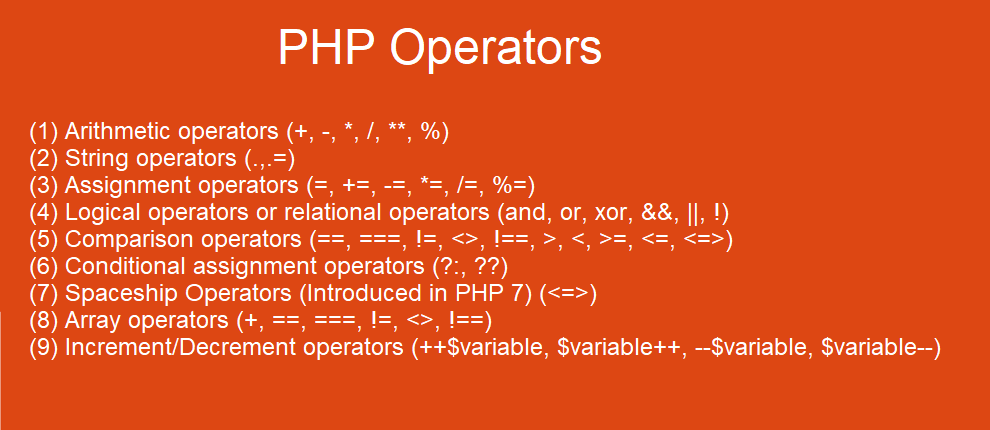 PHP Operators
(1) Arithmetic operators (+, -, *, /, **, %)
(2) String operators (.,.=)
(3) Assignment operators (=, +=, -=, *=, /=, %=)
(4) Logical operators or relational operators (and, or, xor, &&, ||, !)
(5) Comparison operators (==, ===, !=, <>, !==, >, <, >=, <=, <=>)
(6) Conditional assignment operators (?:, ??)
(7) Spaceship Operators (Introduced in PHP 7) (<=>)
(8) Array operators (+, ==, ===, !=, <>, !==)
(9) Increment/Decrement operators (++$variable, $variable++, --$variable, $variable--)